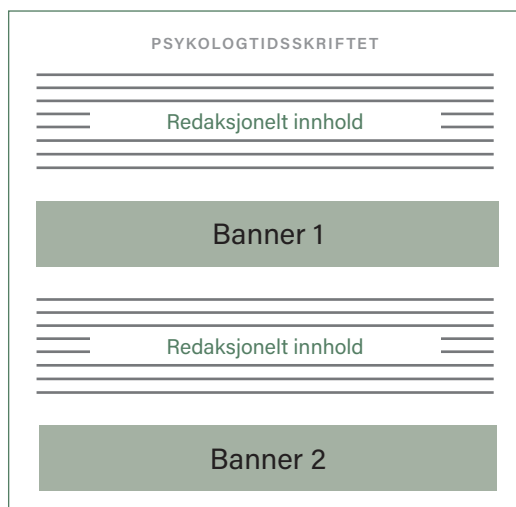 PSYKOLOGTIDSSKRIFTET
Redaksjonelt innhold
Banner 1
Redaksjonelt innhold
Banner 2